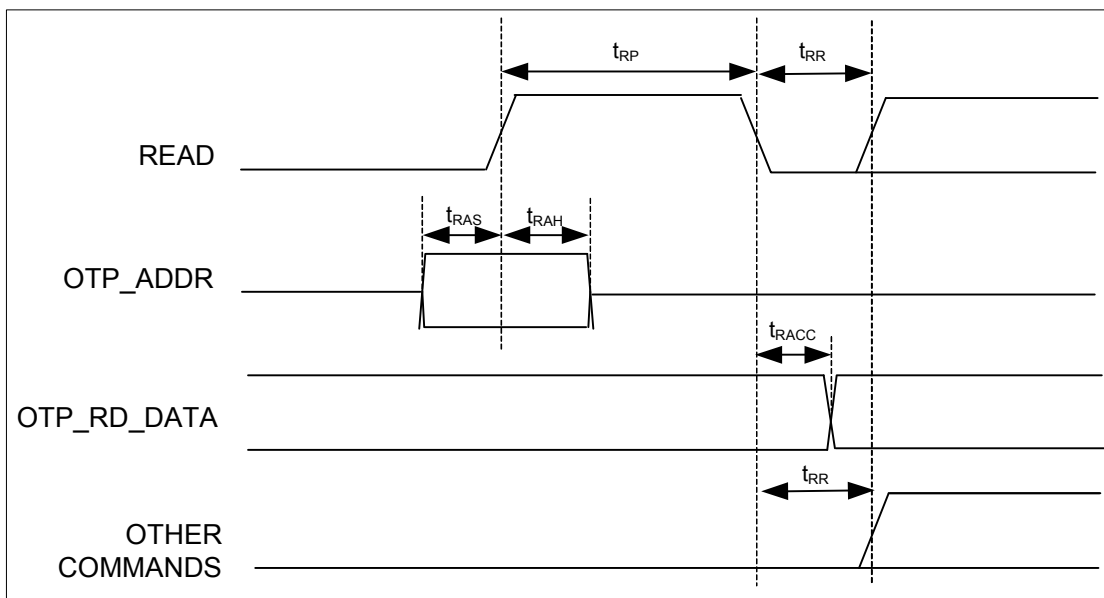 tRP
tRR
READ
tRAS
tRAH
OTP_ADDR
tRACC
OTP_RD_DATA
tRR
OTHER
COMMANDS